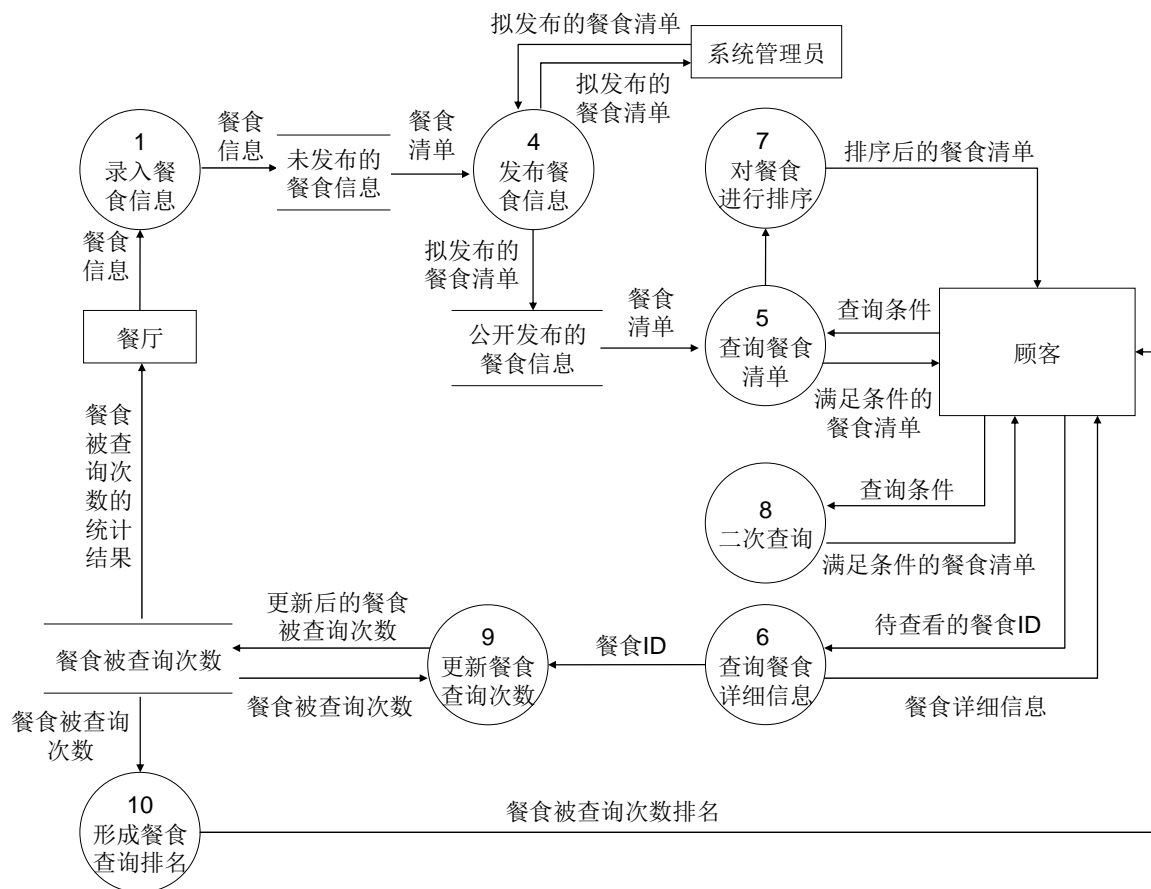 拟发布的餐食清单
系统管理员
拟发布的
餐食清单
1
录入餐
食信息
餐食
信息
未发布的
餐食信息
餐食
清单
4
发布餐
食信息
7
对餐食
进行排序
排序后的餐食清单
餐食
信息
拟发布的
餐食清单
餐厅
公开发布的
餐食信息
餐食
清单
5
查询餐食
清单
查询条件
顾客
满足条件的
餐食清单
餐食
被查
询次
数的
统计
结果
查询条件
8
二次查询
满足条件的餐食清单
更新后的餐食
被查询次数
餐食被查询次数
餐食被查询次数
9
更新餐食
查询次数
餐食ID
6
查询餐食
详细信息
待查看的餐食ID
餐食详细信息
餐食被查询
次数
10
形成餐食
查询排名
餐食被查询次数排名